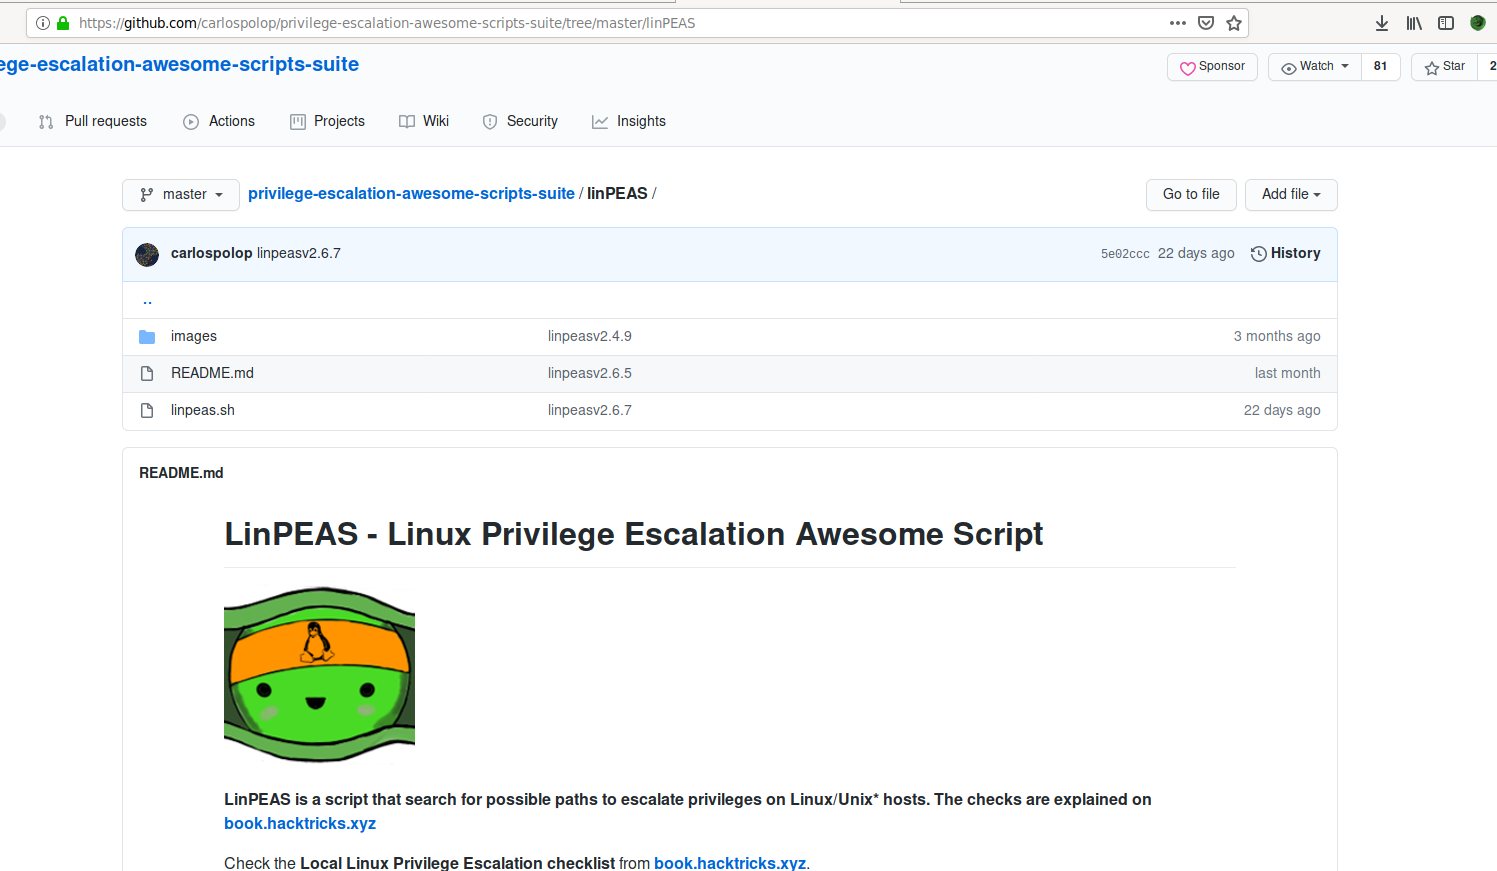 https://github.com/carlospolop/privilege-escalation-awesome-scripts-suite/tree/master/linPEAS
ege-escalation-awesome-scripts-suite
Sponsor Watch 81 Star 2
Pull requests Actions Projects Wiki Security Insights
master privilege-escalation-awesome-scripts-suite / linPEAS / Go to file Add file
carlospolop linpeasv2.6.7 5e02ccc 22 days ago History
..
images linpeasv2.4.9 3 months ago
README.md linpeasv2.6.5 last month
linpeas.sh linpeasv2.6.7 22 days ago
README.md
LinPEAS - Linux Privilege Escalation Awesome Script
LinPEAS is a script that search for possible paths to escalate privileges on Linux/Unix* hosts. The checks are explained on
book.hacktricks.xyz
Check the Local Linux Privilege Escalation checklist from book.hacktricks.xyz.